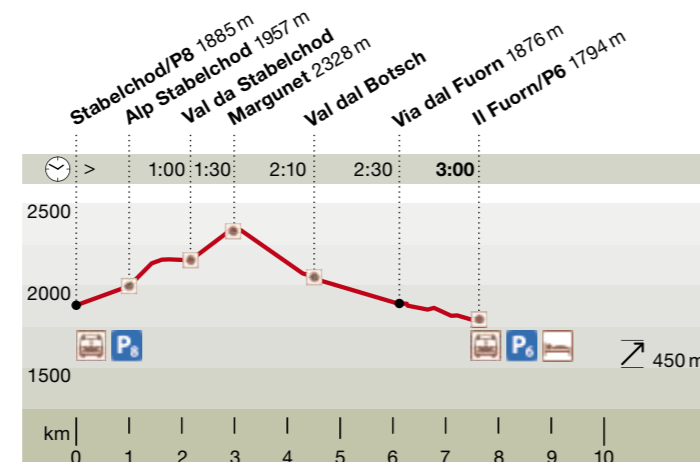 Stabelchod/P8 1885 m
Alp Stabelchod 1957 m
Val da Stabelchod
Margunet 2328 m
Val dal Botsch
Via dal Fuorn 1876 m
Il Fuorn/P6 1794 m
> 1:00 1:30 2:10 2:30 3:00
2500
2000
P8 P6
450 m
1500
km
0 1 2 3 4 5 6 7 8 9 10